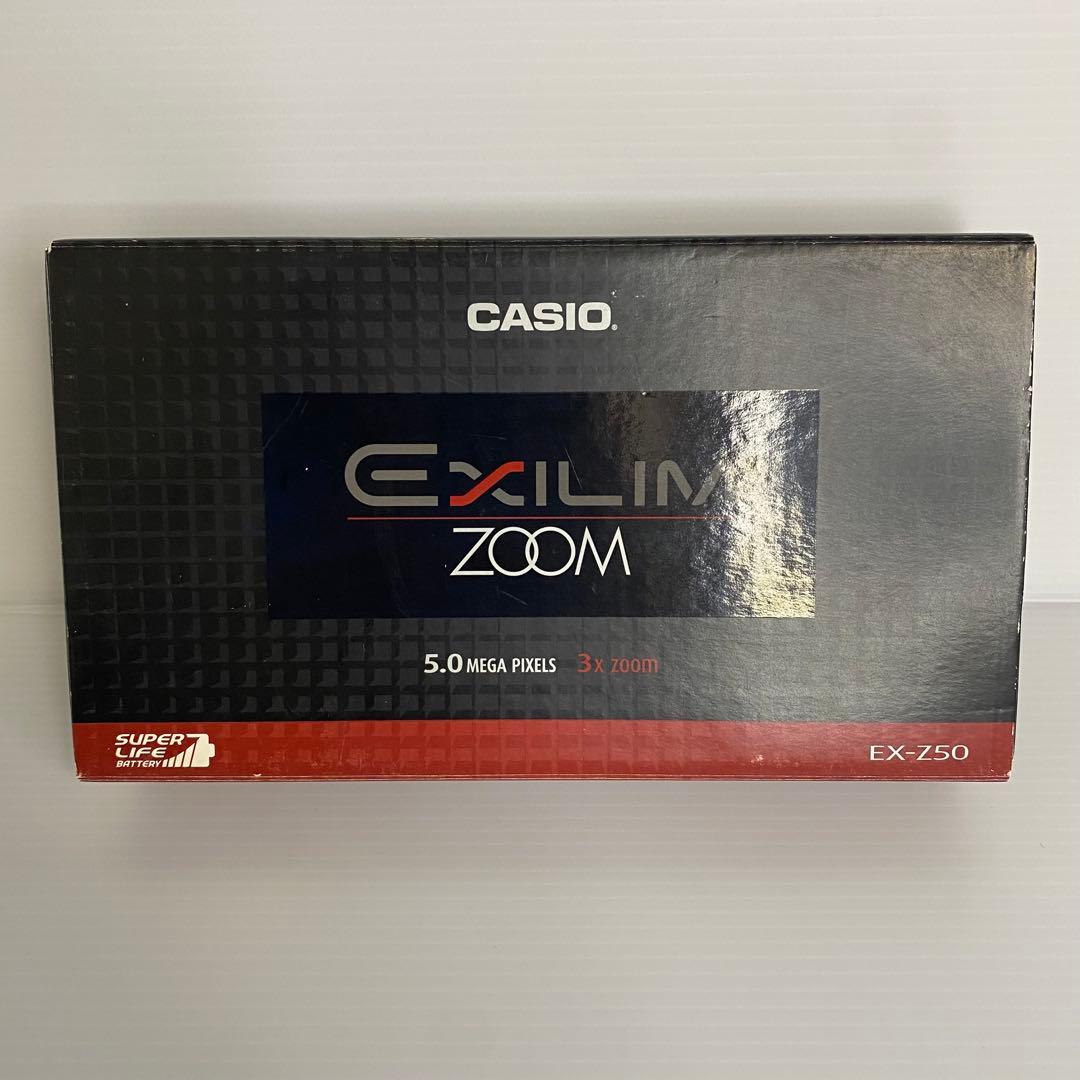 CASIO®
EXILIM
ZOOM
5.0 MEGA PIXELS 3x zoom
SUPER
LIFE
BATTERY
EX-Z50